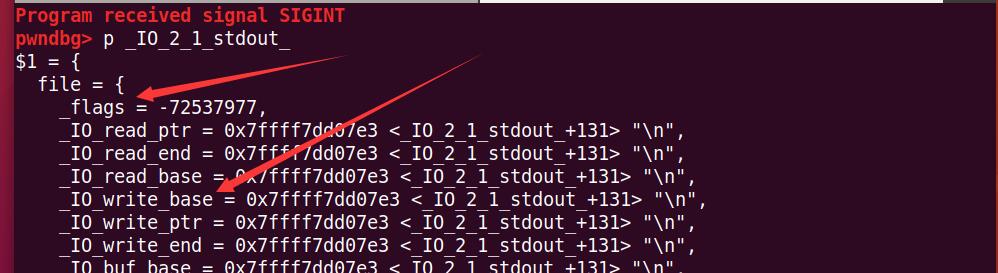 Program received signal SIGINT
pwndbg> p _IO_2_1_stdout_
$1 = {
file = {
_flags = -72537977,
_IO_read_ptr = 0x7ffff7dd07e3 <_IO_2_1_stdout_+131> "\n",
_IO_read_end = 0x7ffff7dd07e3 <_IO_2_1_stdout_+131> "\n",
_IO_read_base = 0x7ffff7dd07e3 <_IO_2_1_stdout_+131> "\n",
_IO_write_base = 0x7ffff7dd07e3 <_IO_2_1_stdout_+131> "\n",
_IO_write_ptr = 0x7ffff7dd07e3 <_IO_2_1_stdout_+131> "\n",
_IO_write_end = 0x7ffff7dd07e3 <_IO_2_1_stdout_+131> "\n",
_IO_buf_base = 0x7ffff7dd07e3 <_IO_2_1_stdout_+131> "\n",